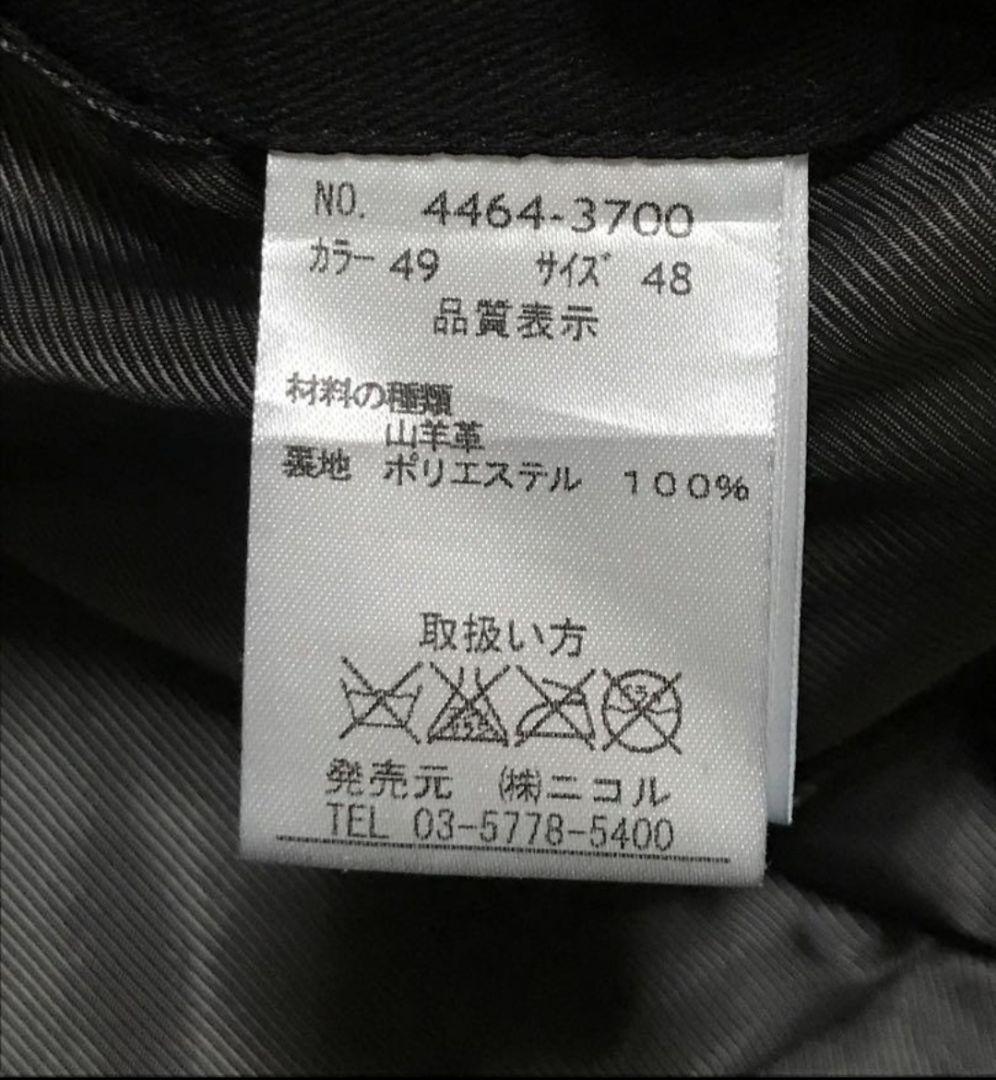 NO. 4464-3700
カラー 49 サイズ 48
品質表示
材料の種類
山羊革
裏地 ポリエステル 100%
取扱い方
発売元 (株)ニコル
TEL 03-5778-5400